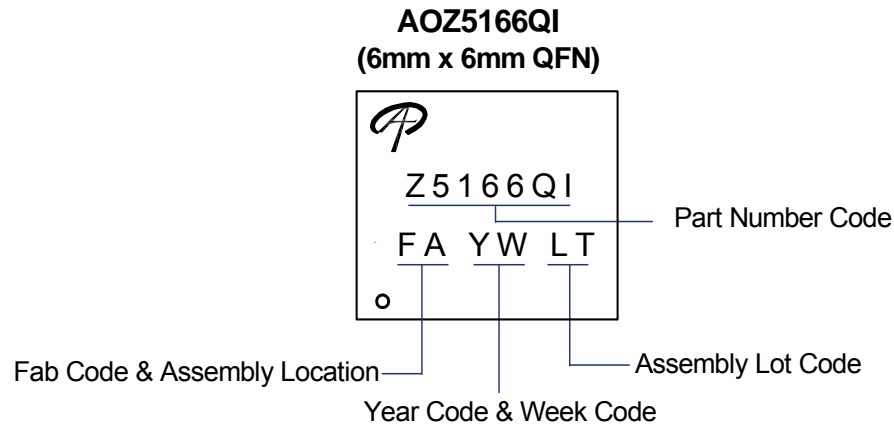 AOZ5166QI
(6mm x 6mm QFN)
Z5166QI
Part Number Code
FA YW LT
Fab Code & Assembly Location
Assembly Lot Code
Year Code & Week Code